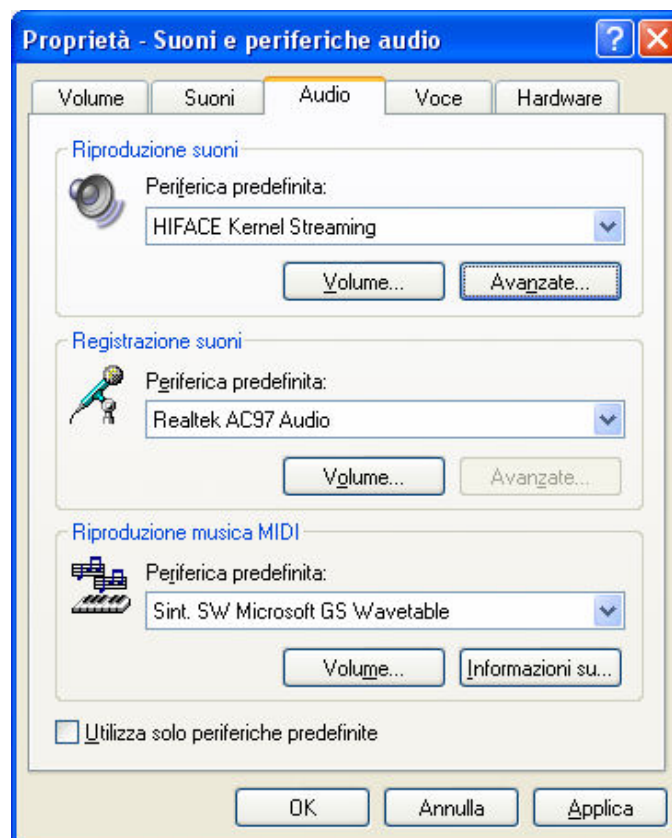 Proprietà - Suoni e periferiche audio
Volume
Suoni
Audio
Voce
Hardware
Riproduzione suoni
Periferica predefinita:
HIFACE Kernel Streaming
Volume...
Avanzate...
Registrazione suoni
Periferica predefinita:
Realtek AC97 Audio
Volume...
Avanzate...
Riproduzione musica MIDI
Periferica predefinita:
Sint. SW Microsoft GS Wavetable
Volume...
Informazioni su...
Utilizza solo periferiche predefinite
OK
Annulla
Applica